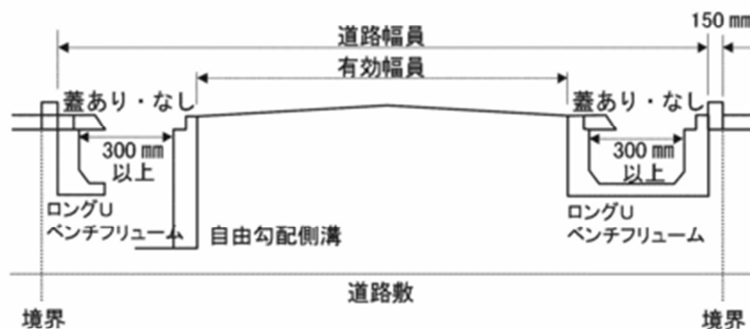 150 mm
道路幅員
有効幅員
蓋あり・なし
蓋あり・なし
300 mm
以上
300 mm
以上
ロングU
ベンチフリューム
自由勾配側溝
ロングU
ベンチフリューム
道路敷
境界
境界